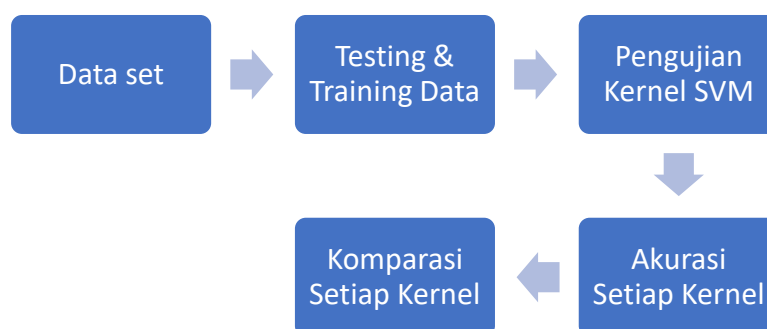 Data set
Testing &
Training Data
Pengujian
Kernel SVM
Akurasi
Setiap Kernel
Komparasi
Setiap Kernel